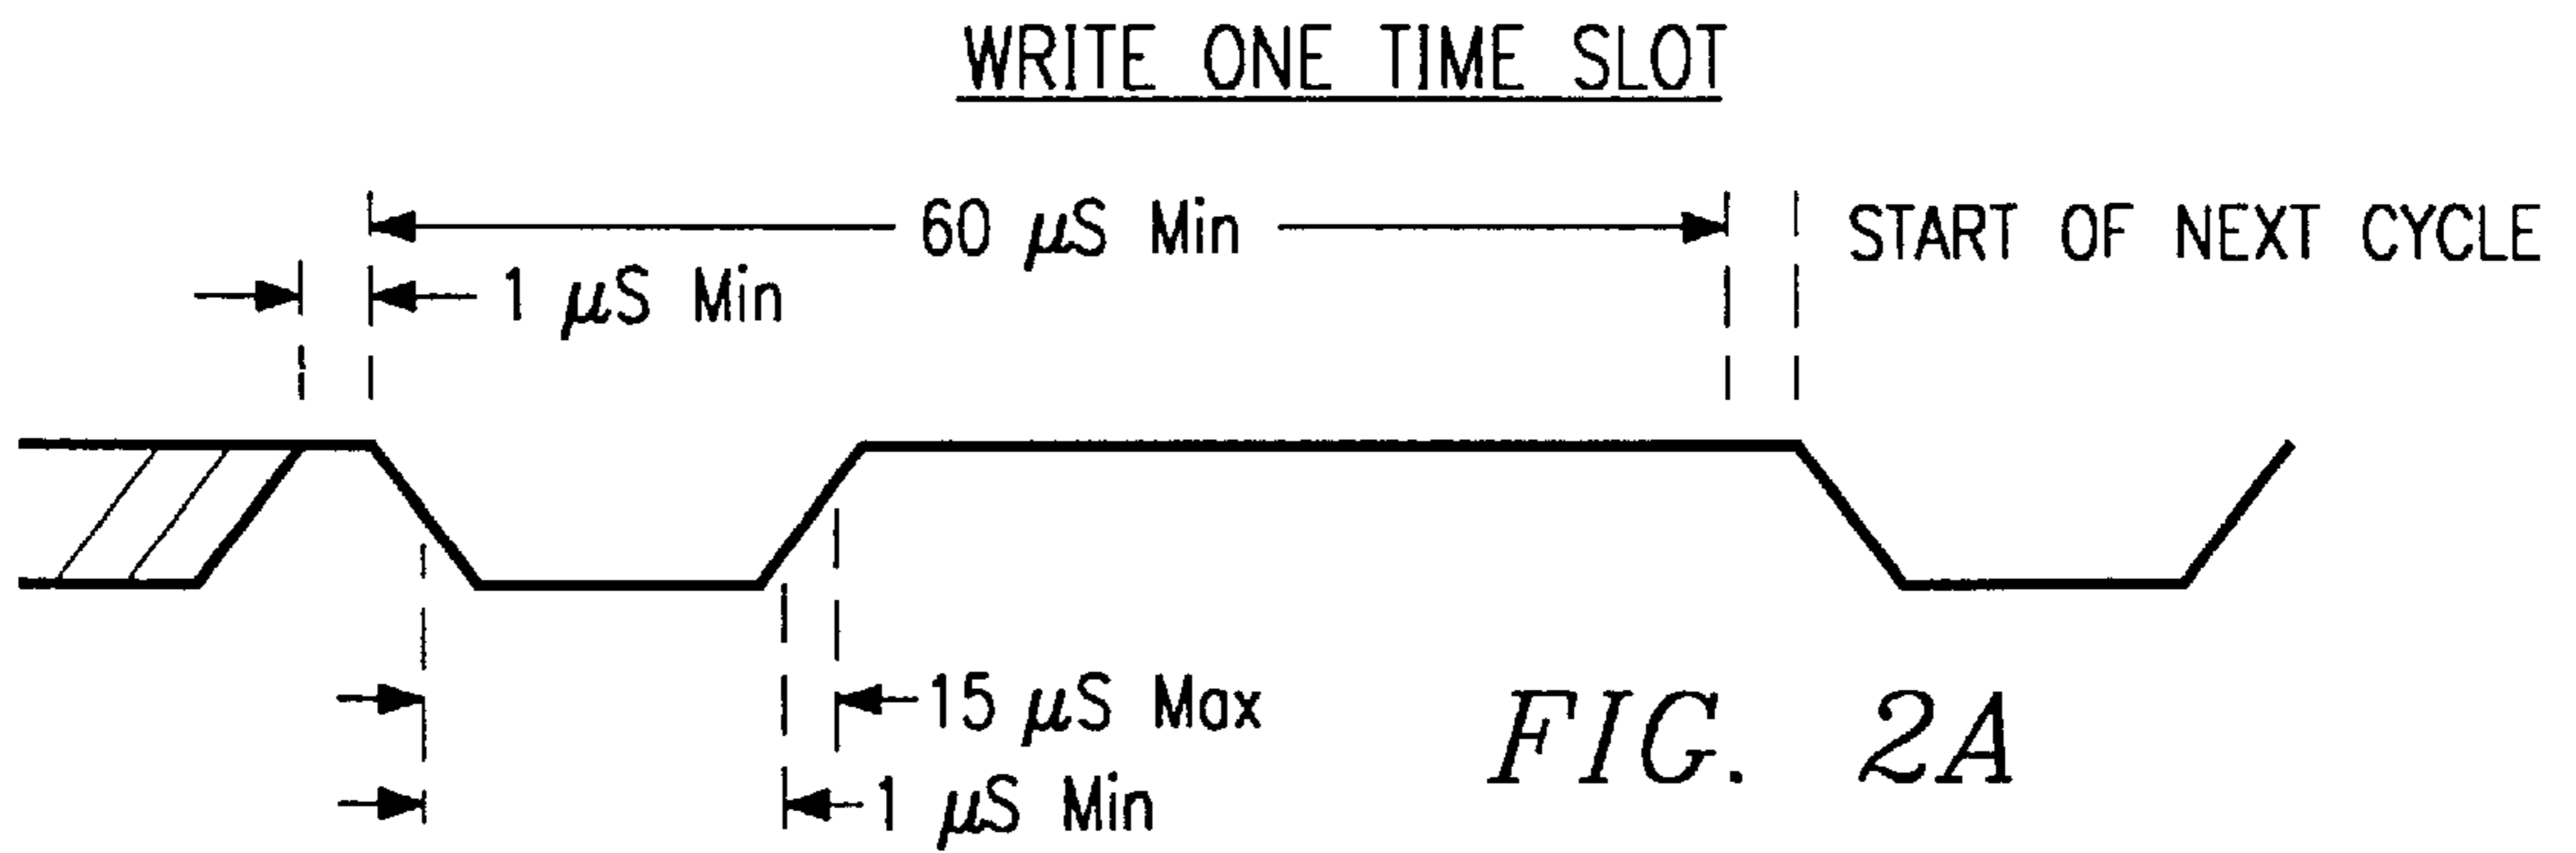 WRITE ONE TIME SLOT
60 µS Min
START OF NEXT CYCLE
1 µS Min
15 µS Max
1 µS Min
FIG. 2A